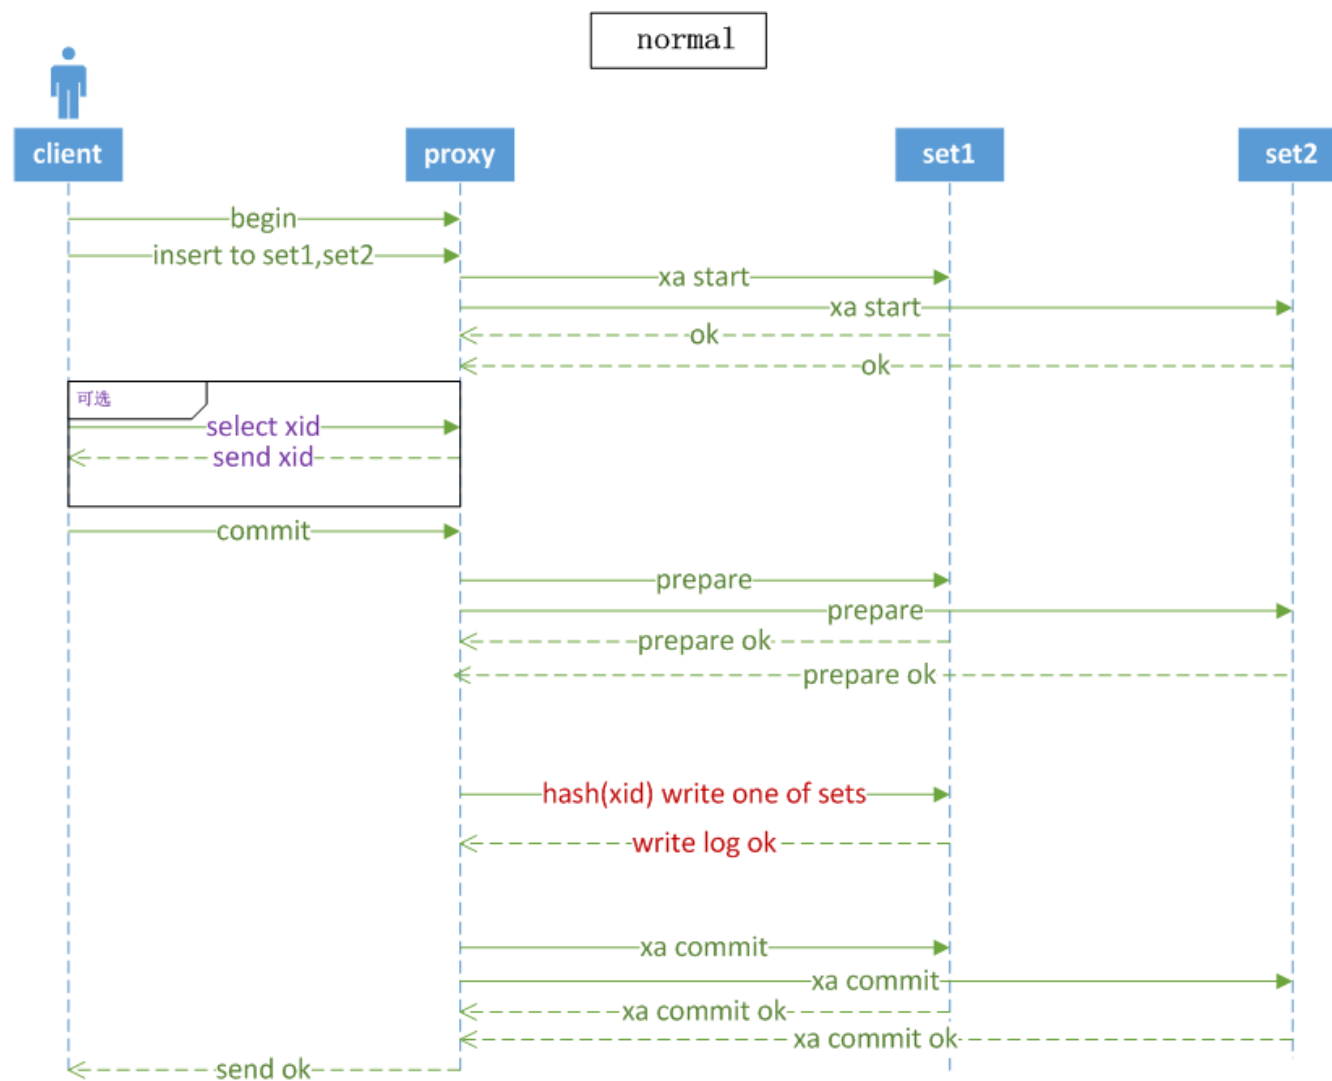 normal
client
proxy
set1
set2
begin
insert to set1,set2
xa start
xa start
ok
ok
可选
select xid
send xid
commit
prepare
prepare
prepare ok
prepare ok
hash(xid) write one of sets
write log ok
xa commit
xa commit
xa commit ok
xa commit ok
send ok